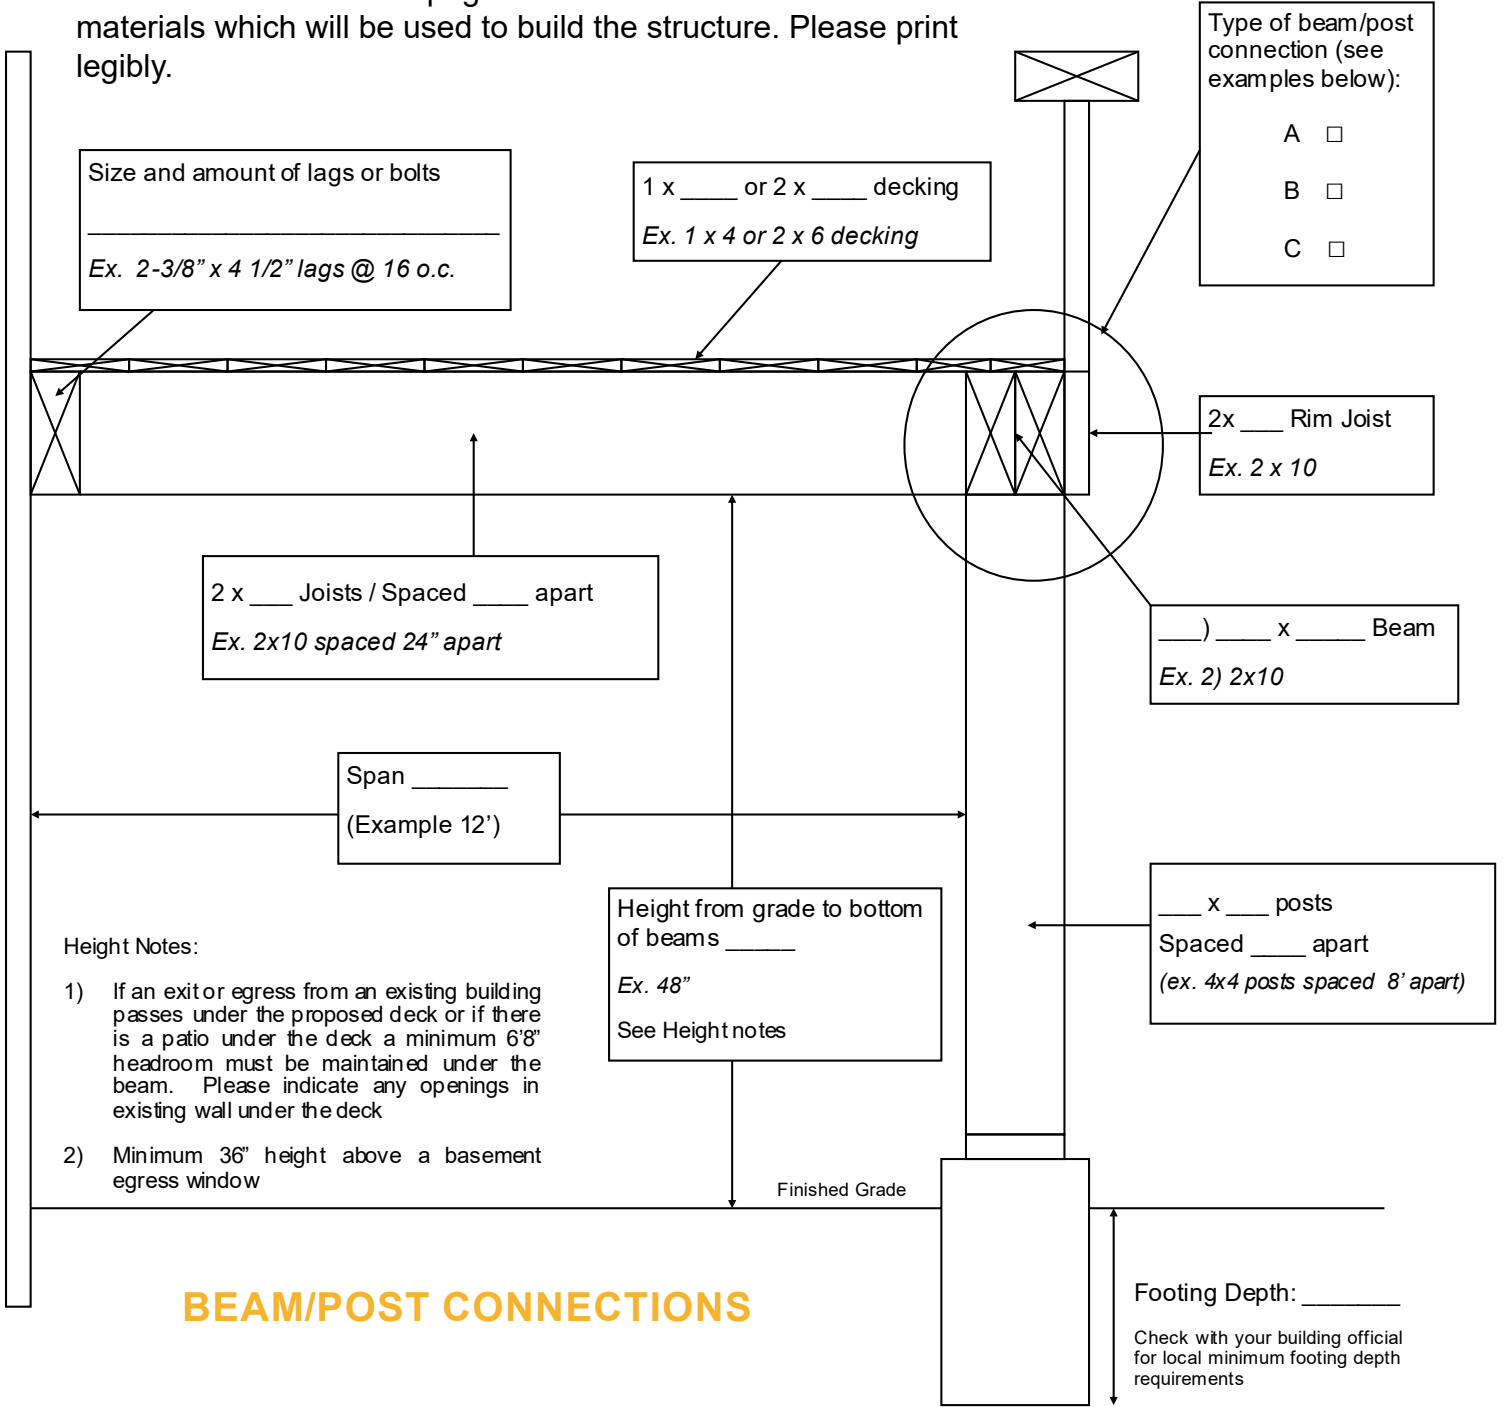 materials which will be used to build the structure. Please print
legibly.
Type of beam/post
connection (see
examples below):
A □
B □
C □
Size and amount of lags or bolts
______________________________
Ex. 2-3/8” x 4 1/2” lags @ 16 o.c.
1 x ____ or 2 x ____ decking
Ex. 1 x 4 or 2 x 6 decking
2x ___ Rim Joist
Ex. 2 x 10
2 x ___ Joists / Spaced ____ apart
Ex. 2x10 spaced 24” apart
___) ____ x _____ Beam
Ex. 2) 2x10
Span _______
(Example 12’)
Height from grade to bottom
of beams _____
Ex. 48”
See Height notes
___ x ___ posts
Spaced ____ apart
(ex. 4x4 posts spaced 8’ apart)
Height Notes:
1) If an exit or egress from an existing building
passes under the proposed deck or if there
is a patio under the deck a minimum 6’8”
headroom must be maintained under the
beam. Please indicate any openings in
existing wall under the deck
2) Minimum 36” height above a basement
egress window
Finished Grade
BEAM/POST CONNECTIONS
Footing Depth: _______
Check with your building official
for local minimum footing depth
requirements